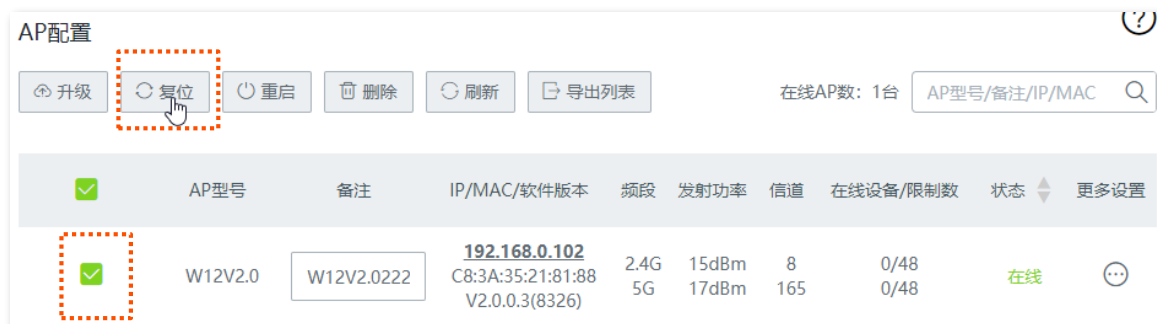 AP配置
升级 复位 重启 删除 刷新 导出列表 在线AP数：1台 AP型号/备注/IP/MAC
AP型号 备注 IP/MAC/软件版本 频段 发射功率 信道 在线设备/限制数 状态 更多设置
192.168.0.102
W12V2.0 W12V2.0222 C8:3A:35:21:81:88 2.4G 15dBm 8 0/48 在线
V2.0.0.3(8326) 5G 17dBm 165 0/48